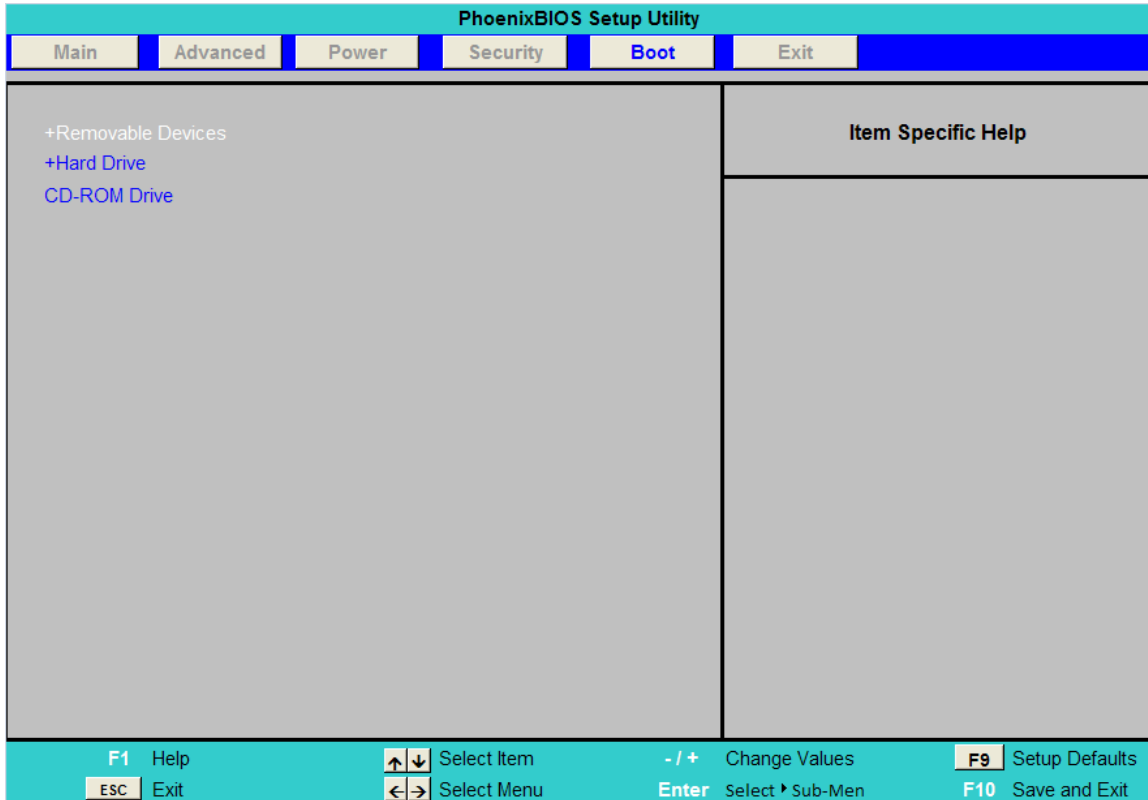 PhoenixBIOS Setup Utility
Main Advanced Power Security Boot Exit
+Removable Devices
+Hard Drive
CD-ROM Drive
Item Specific Help
F1 Help ↑ ↓ Select Item - / + Change Values F9 Setup Defaults
ESC Exit ← → Select Menu Enter Select ▸ Sub-Men F10 Save and Exit